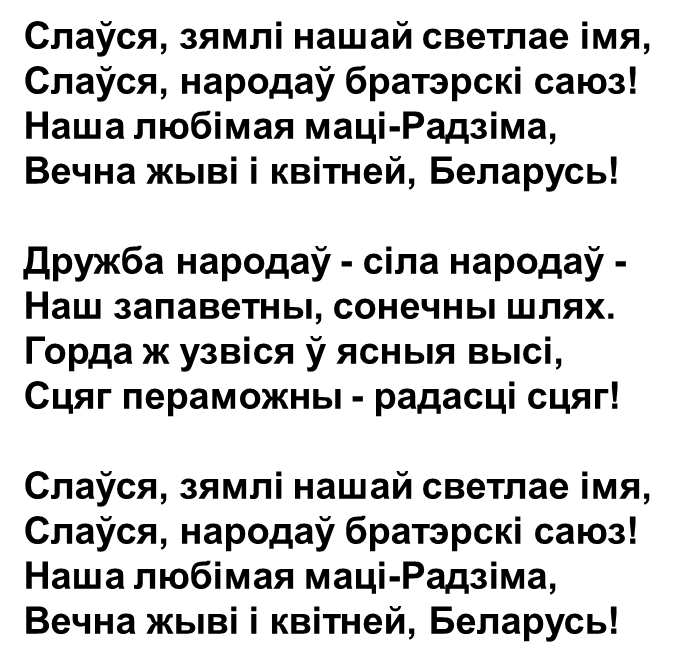 Слаўся, зямлі нашай светлае імя,
Слаўся, народаў братэрскі саюз!
Наша любімая маці-Радзіма,
Вечна жыві і квітней, Беларусь!
Дружба народаў - сіла народаў -
Наш запаветны, сонечны шлях.
Горда ж узвіся ў ясныя высі,
Сцяг пераможны - радасці сцяг!
Слаўся, зямлі нашай светлае імя,
Слаўся, народаў братэрскі саюз!
Наша любімая маці-Радзіма,
Вечна жыві і квітней, Беларусь!